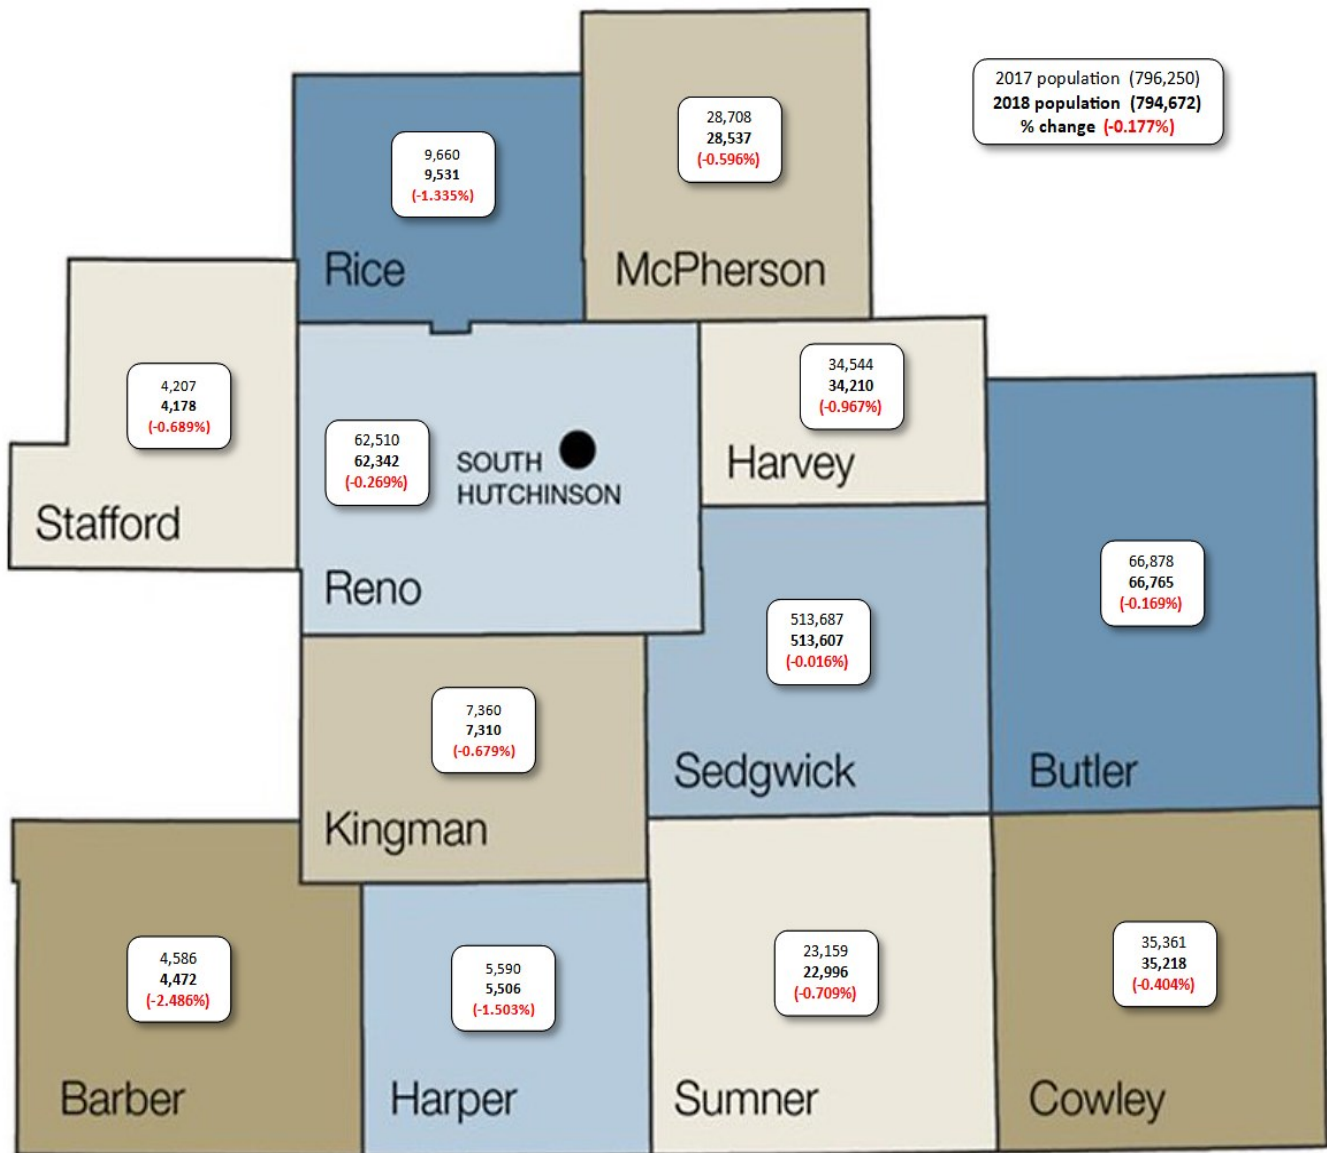 2017 population (796,250)
2018 population (794,672)
% change (-0.177%)
28,708
28,537
(-0.596%)
McPherson
9,660
9,531
(-1.335%)
Rice
4,207
4,178
(-0.689%)
Stafford
62,510
62,342
(-0.269%)
SOUTH
HUTCHINSON
Reno
34,544
34,210
(-0.967%)
Harvey
66,878
66,765
(-0.169%)
Butler
513,687
513,607
(-0.016%)
Sedgwick
7,360
7,310
(-0.679%)
Kingman
4,586
4,472
(-2.486%)
Barber
5,590
5,506
(-1.503%)
Harper
23,159
22,996
(-0.709%)
Sumner
35,361
35,218
(-0.404%)
Cowley